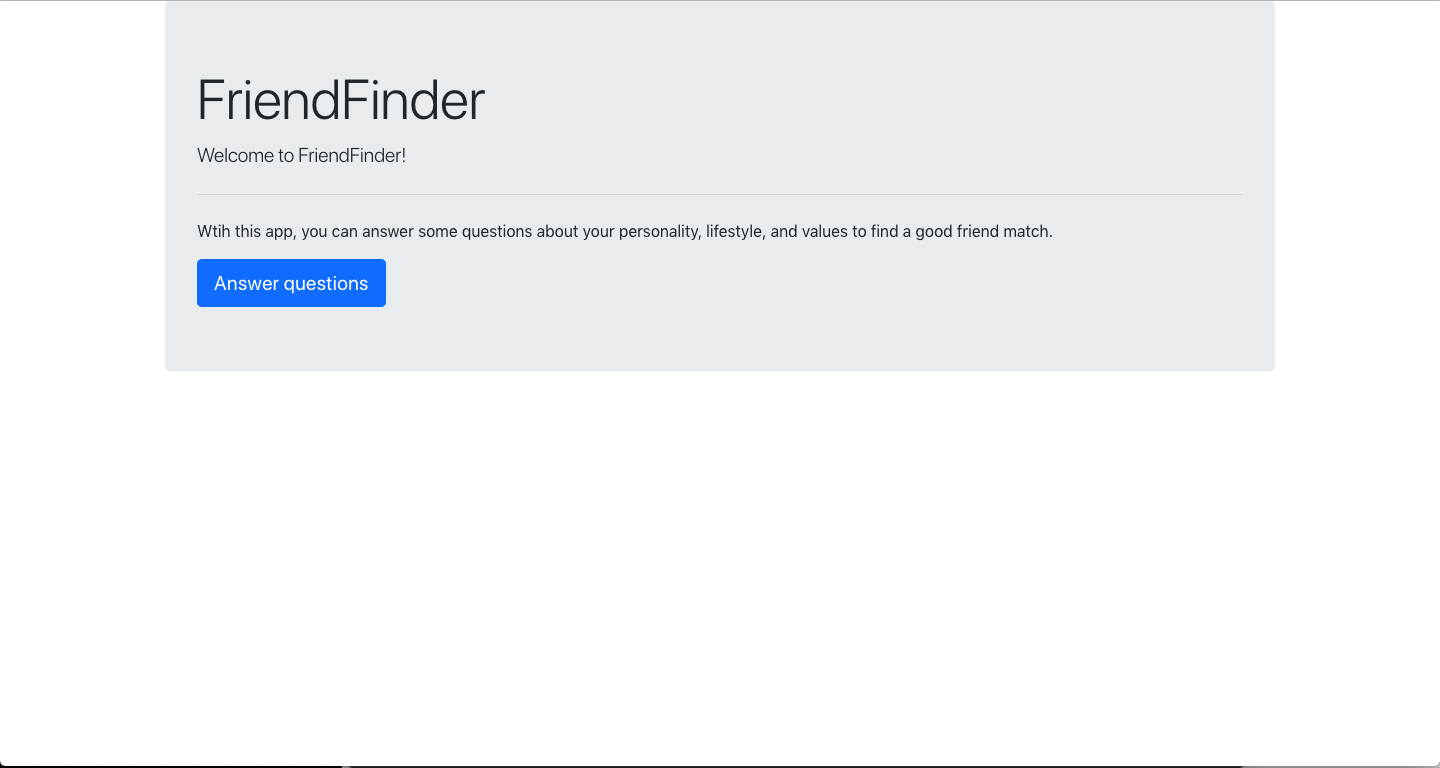 FriendFinder
Welcome to FriendFinder!
Wtih this app, you can answer some questions about your personality, lifestyle, and values to find a good friend match.
Answer questions